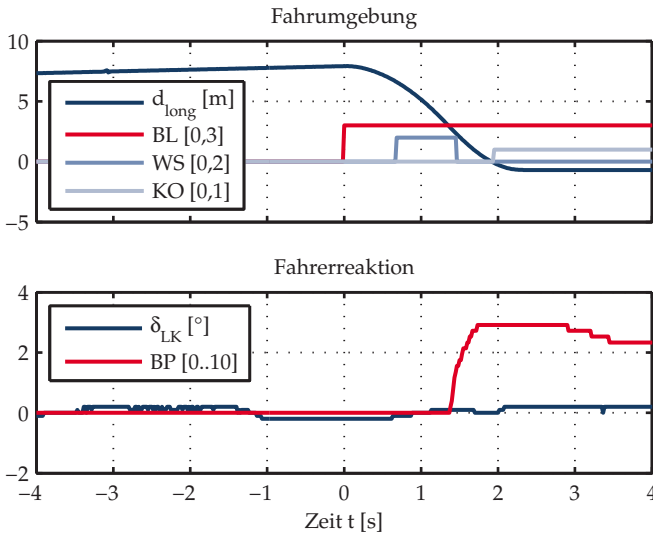 Fahrumgebung
10
5
0
−5
d_long [m]
BL [0,3]
WS [0,2]
KO [0,1]
Fahrerreaktion
4
2
0
−2
δ_LK [°]
BP [0..10]
−4 −3 −2 −1 0 1 2 3 4
Zeit t [s]